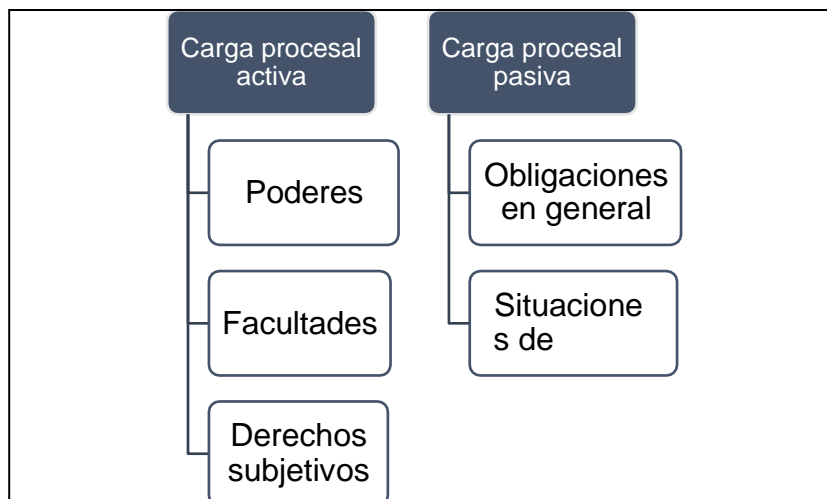 Carga procesal
activa
Poderes
Facultades
Derechos
subjetivos
Carga procesal
pasiva
Obligaciones
en general
Situacione
s de